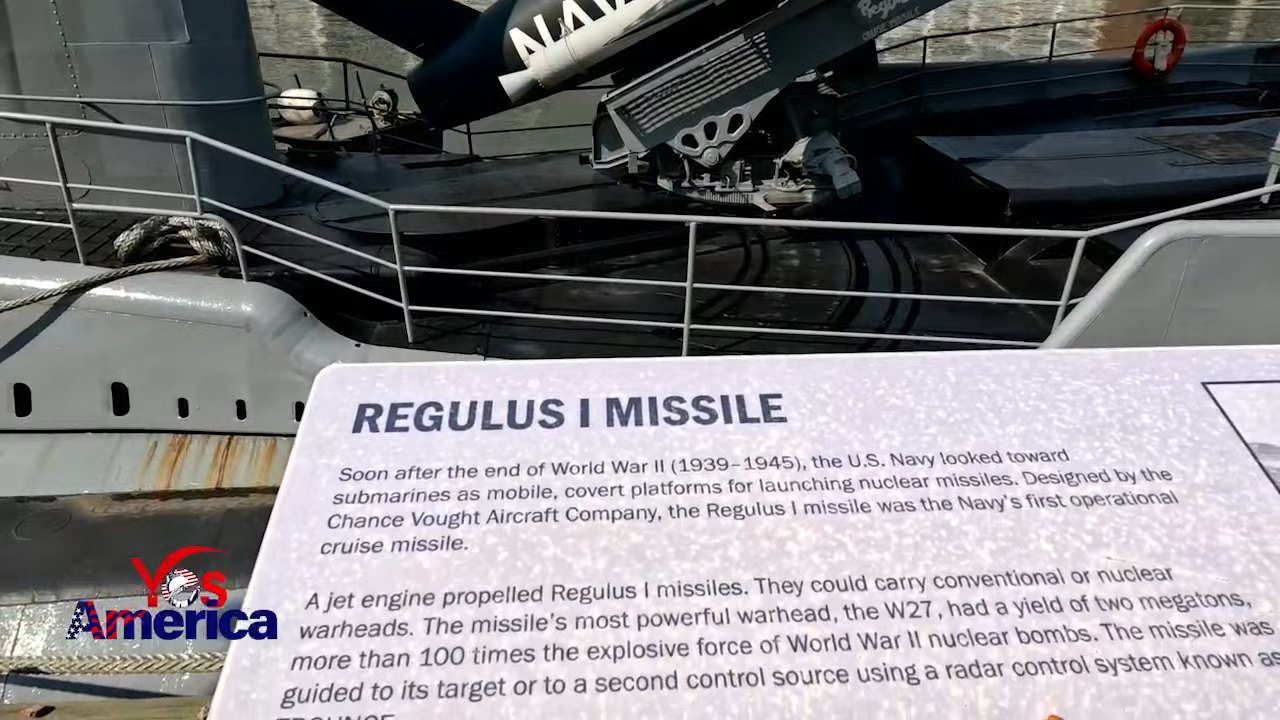 Regulus
CRUISE MISSILE
REGULUS I MISSILE
Soon after the end of World War II (1939–1945), the U.S. Navy looked toward
submarines as mobile, covert platforms for launching nuclear missiles. Designed by the
Chance Vought Aircraft Company, the Regulus I missile was the Navy's first operational
cruise missile.
A jet engine propelled Regulus I missiles. They could carry conventional or nuclear
warheads. The missile's most powerful warhead, the W27, had a yield of two megatons,
more than 100 times the explosive force of World War II nuclear bombs. The missile was
guided to its target or to a second control source using a radar control system known as
TROUNCE
Yes
America